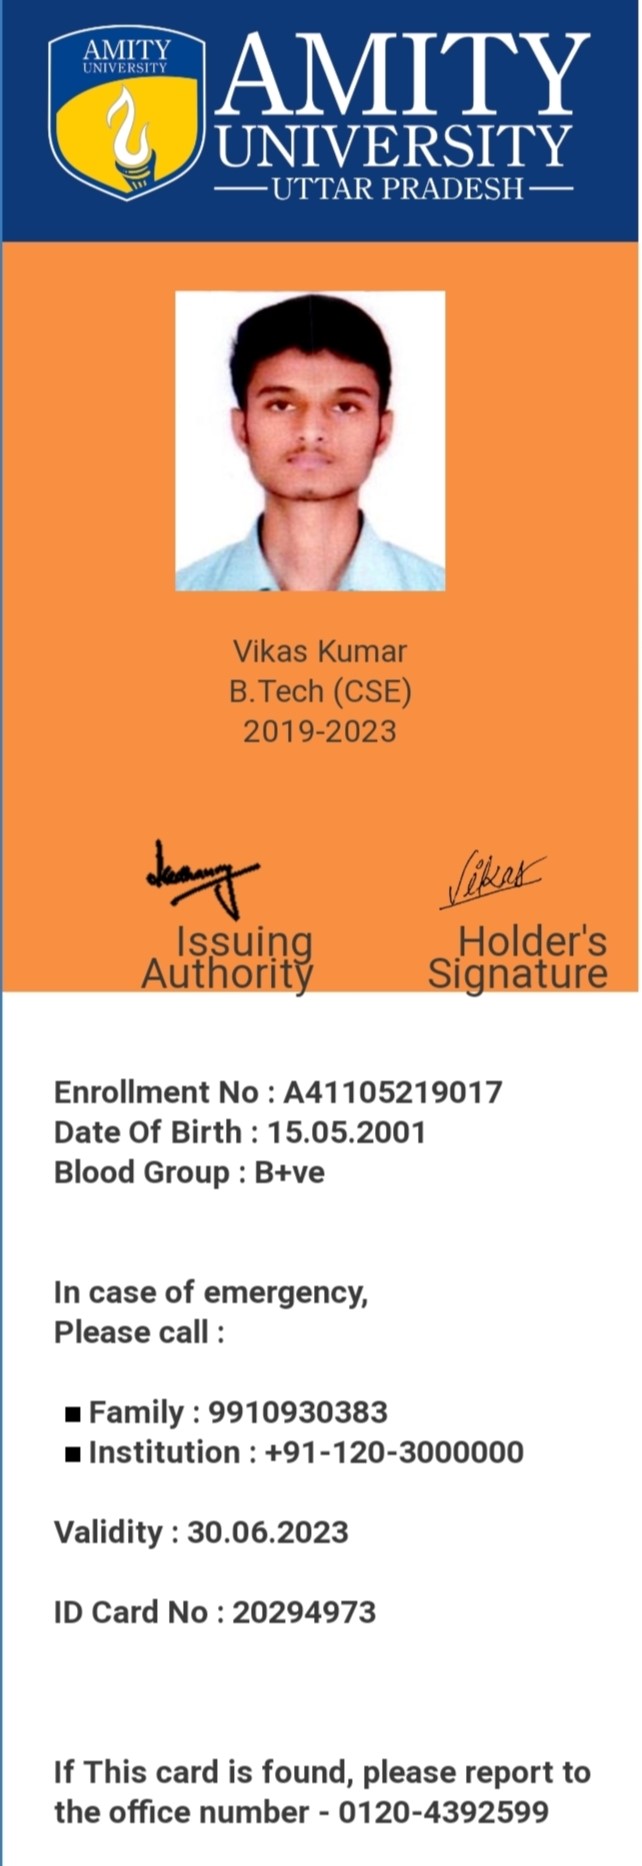 AMITY
UNIVERSITY
AMITY
UNIVERSITY
UTTAR PRADESH
Vikas Kumar
B.Tech (CSE)
2019-2023
Vikas
Issuing Authority
Holder's Signature
Enrollment No : A41105219017
Date Of Birth : 15.05.2001
Blood Group : B+ve
In case of emergency,
Please call :
■ Family : 9910930383
■ Institution : +91-120-3000000
Validity : 30.06.2023
ID Card No : 20294973
If This card is found, please report to
the office number - 0120-4392599